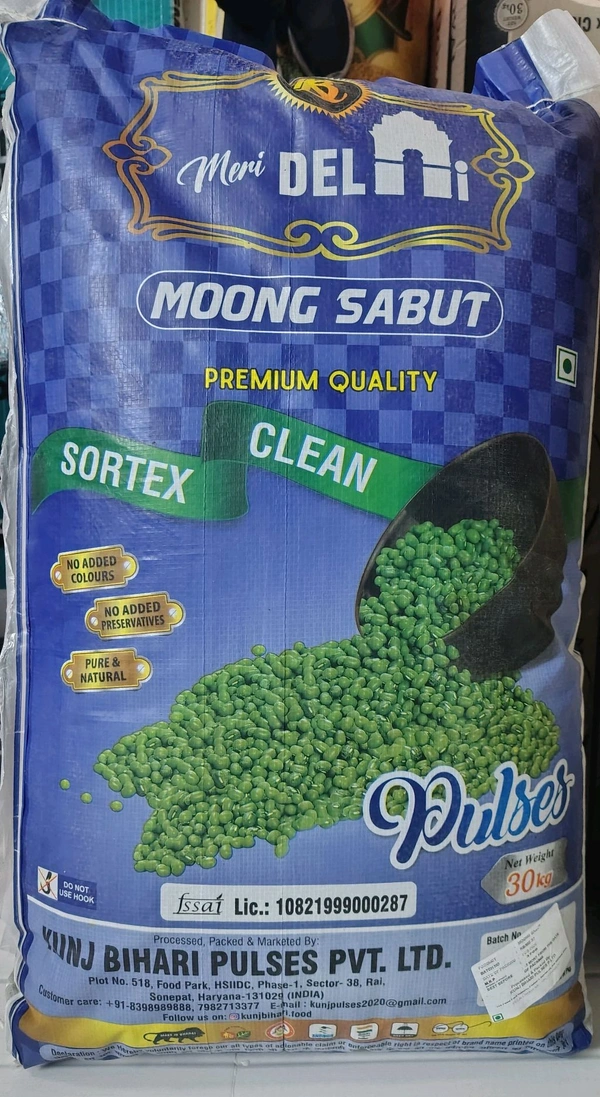 Meri DELhi
MOONG SABUT
PREMIUM QUALITY
SORTEX CLEAN
NO ADDED
COLOURS
NO ADDED
PRESERVATIVES
PURE &
NATURAL
Pulses
Net Weight
30kg
DO NOT
USE HOOK
fssai Lic.: 10821999000287
Processed, Packed & Marketed By:
KUNJ BIHARI PULSES PVT. LTD.
Plot No. 518, Food Park, HSIIDC, Phase-1, Sector- 38, Rai,
Sonepat, Haryana-131029 (INDIA)
Customer care: +91-8398989888, 7982713377 E-mail : kunjpulses2020@gmail.com
Follow us on: kunjbihari.food
Batch No
Declaration